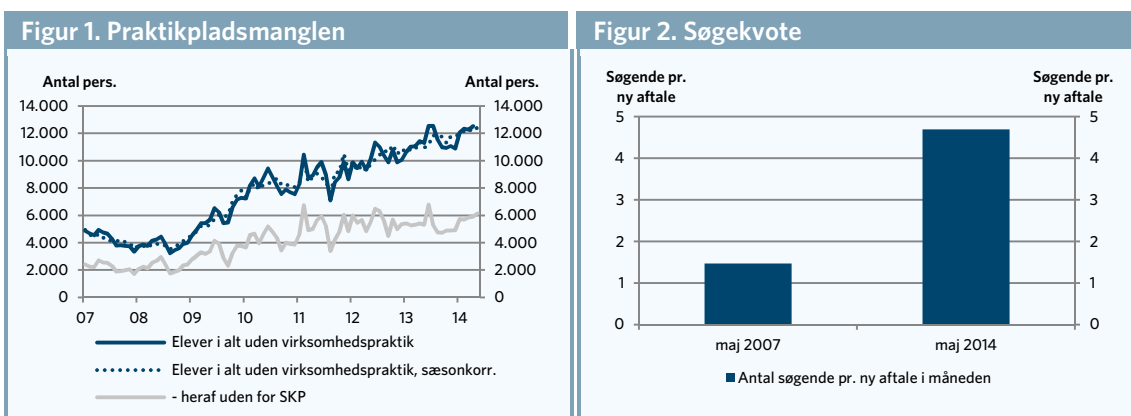 Figur 1. Praktikpladsmanglen
Antal pers.
Antal pers.
14.000
12.000
10.000
8.000
6.000
4.000
2.000
0
14.000
12.000
10.000
8.000
6.000
4.000
2.000
0
07 08 09 10 11 12 13 14
Elever i alt uden virksomhedspraktik
Elever i alt uden virksomhedspraktik, sæsonkorr.
- heraf uden for SKP
Figur 2. Søgekvote
Søgende pr.
ny aftale
Søgende pr.
ny aftale
5
4
3
2
1
0
5
4
3
2
1
0
maj 2007 maj 2014
Antal søgende pr. ny aftale i måneden